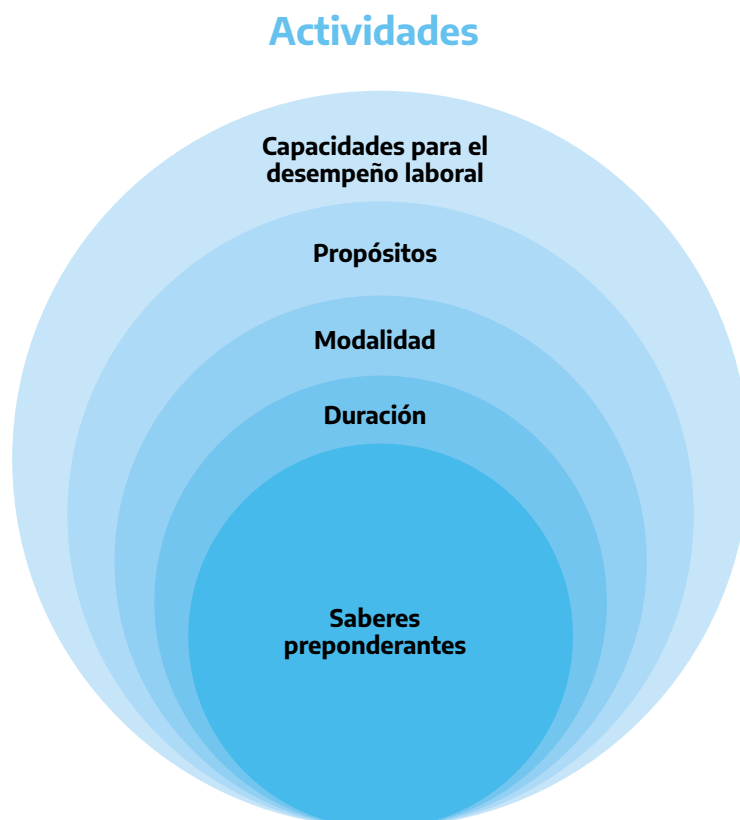 Actividades
Capacidades para el
desempeño laboral
Propósitos
Modalidad
Duración
Saberes
preponderantes